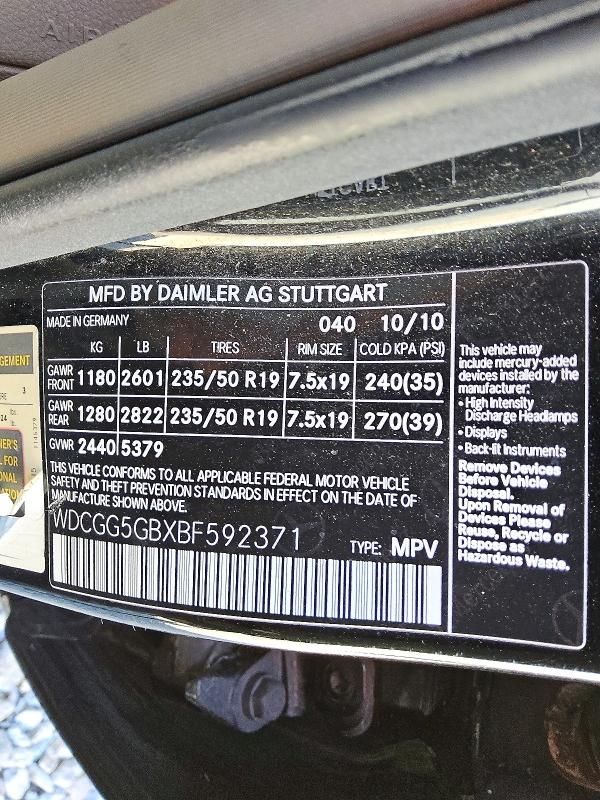 AIR
MFD BY DAIMLER AG STUTTGART
MADE IN GERMANY 040 10/10
KG LB TIRES RIM SIZE COLD KPA (PSI)
GAWR FRONT 1180 2601 235/50 R19 7.5x19 240(35)
GAWR REAR 1280 2822 235/50 R19 7.5x19 270(39)
GVWR 2440 5379
THIS VEHICLE CONFORMS TO ALL APPLICABLE FEDERAL MOTOR VEHICLE
SAFETY AND THEFT PREVENTION STANDARDS IN EFFECT ON THE DATE OF
MANUFACTURE SHOWN ABOVE.
WDCGG5GBXBF592371
TYPE: MPV
This vehicle may
include mercury-added
devices installed by the
manufacturer:
• High Intensity
Discharge Headlamps
• Displays
• Back-lit Instruments
Remove Devices
Before Vehicle
Disposal.
Upon Removal of
Devices Please
Reuse, Recycle or
Dispose as
Hazardous Waste.
3
24 lbs.